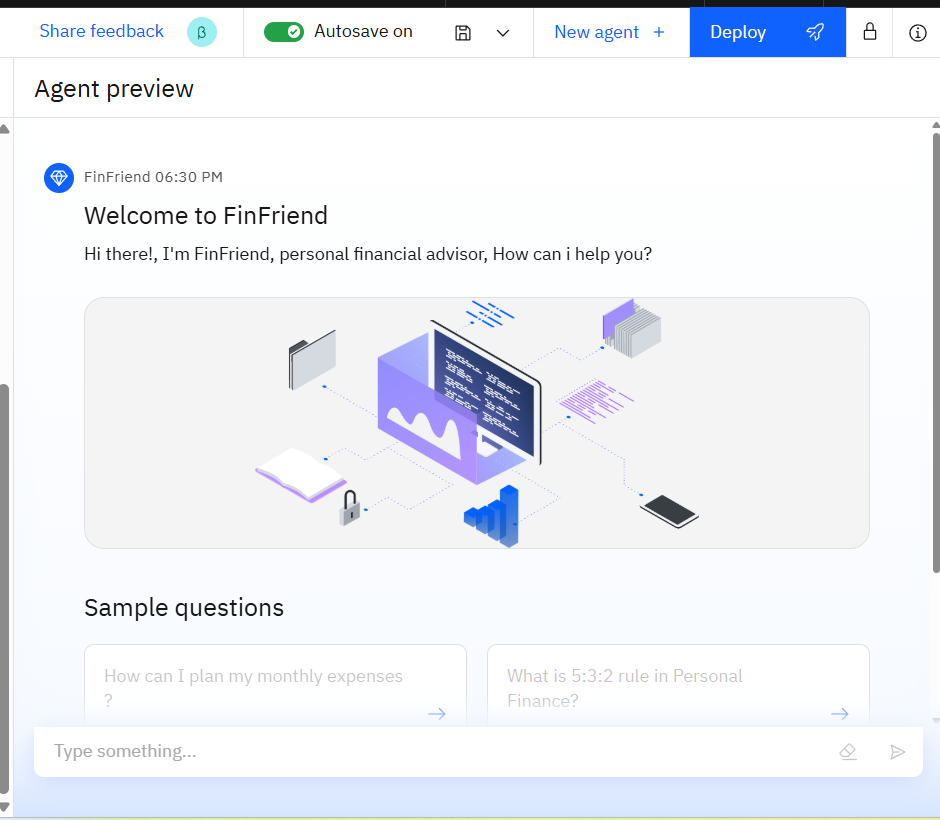 Share feedback β Autosave on New agent + Deploy
Agent preview
FinFriend 06:30 PM
Welcome to FinFriend
Hi there!, I'm FinFriend, personal financial advisor, How can i help you?
Sample questions
How can I plan my monthly expenses
?
What is 5:3:2 rule in Personal
Finance?
Type something...